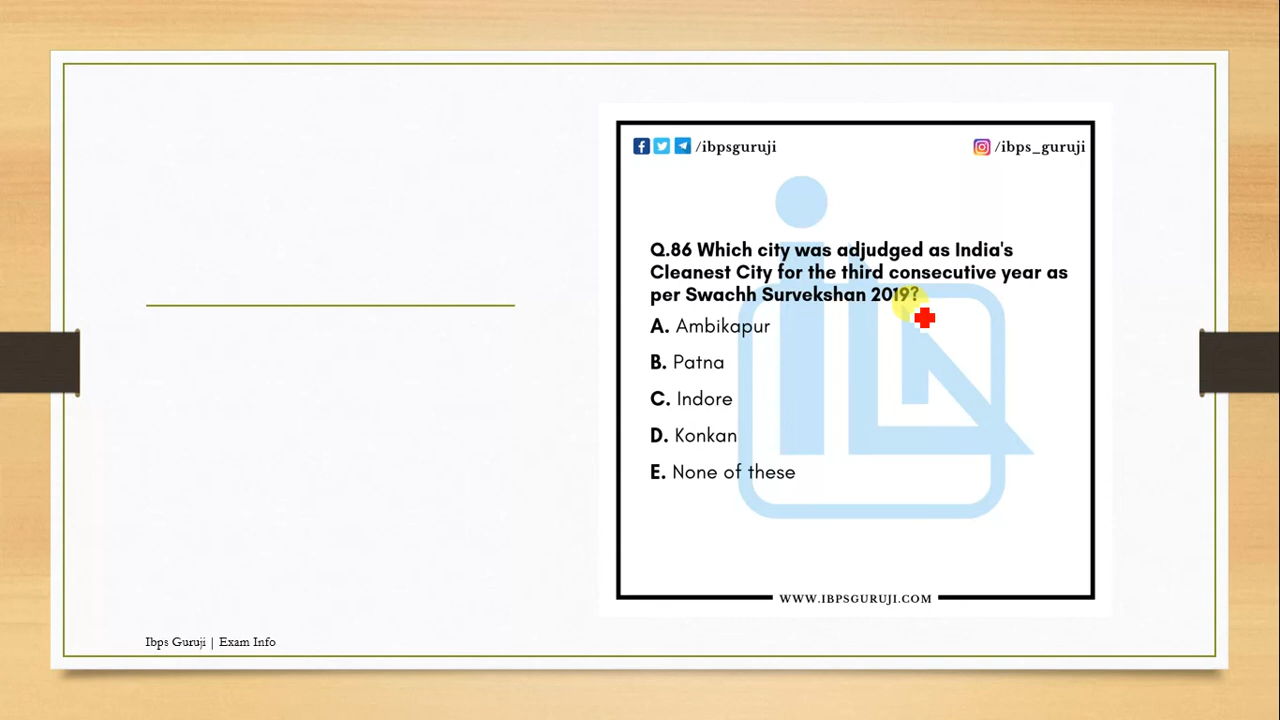 /ibpsguruji
/ibps_guruji
Q.86 Which city was adjudged as India's
Cleanest City for the third consecutive year as
per Swachh Survekshan 2019?
A. Ambikapur
B. Patna
C. Indore
D. Konkan
E. None of these
WWW.IBPSGURUJI.COM
Ibps Guruji | Exam Info